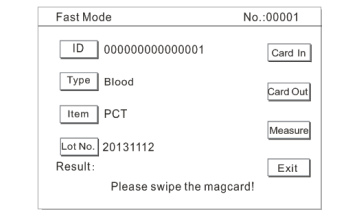 Fast Mode No.:00001
ID 000000000000001 Card In
Type Blood
Card Out
Item PCT
Measure
Lot No. 20131112
Result:
Exit
Please swipe the magcard!